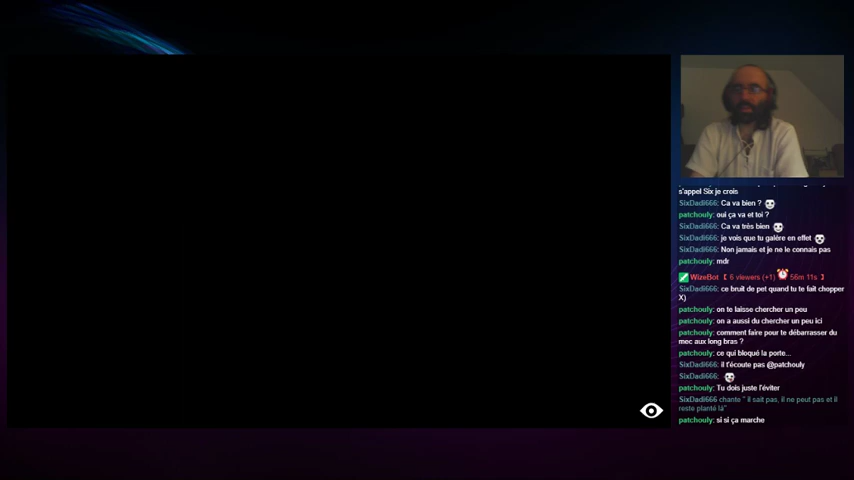 s'appel Six je crois
SixDadi666: Ca va bien ?
patchouly: oui ça va et toi ?
SixDadi666: Ca va très bien
SixDadi666: je vois que tu galère en effet
SixDadi666: Non jamais et je ne le connais pas
patchouly: mdr
WizeBot 【 6 viewers (+1) 56m 11s 】
SixDadi666: ce bruit de pet quand tu te fait chopper
X)
patchouly: on te laisse chercher un peu
patchouly: on a aussi du chercher un peu ici
patchouly: comment faire pour te débarrasser du
mec aux long bras ?
patchouly: ce qui bloqué la porte...
SixDadi666: il t'écoute pas @patchouly
SixDadi666:
patchouly: Tu dois juste l'éviter
SixDadi666 chante " il sait pas, il ne peut pas et il
reste planté là"
patchouly: si si ça marche